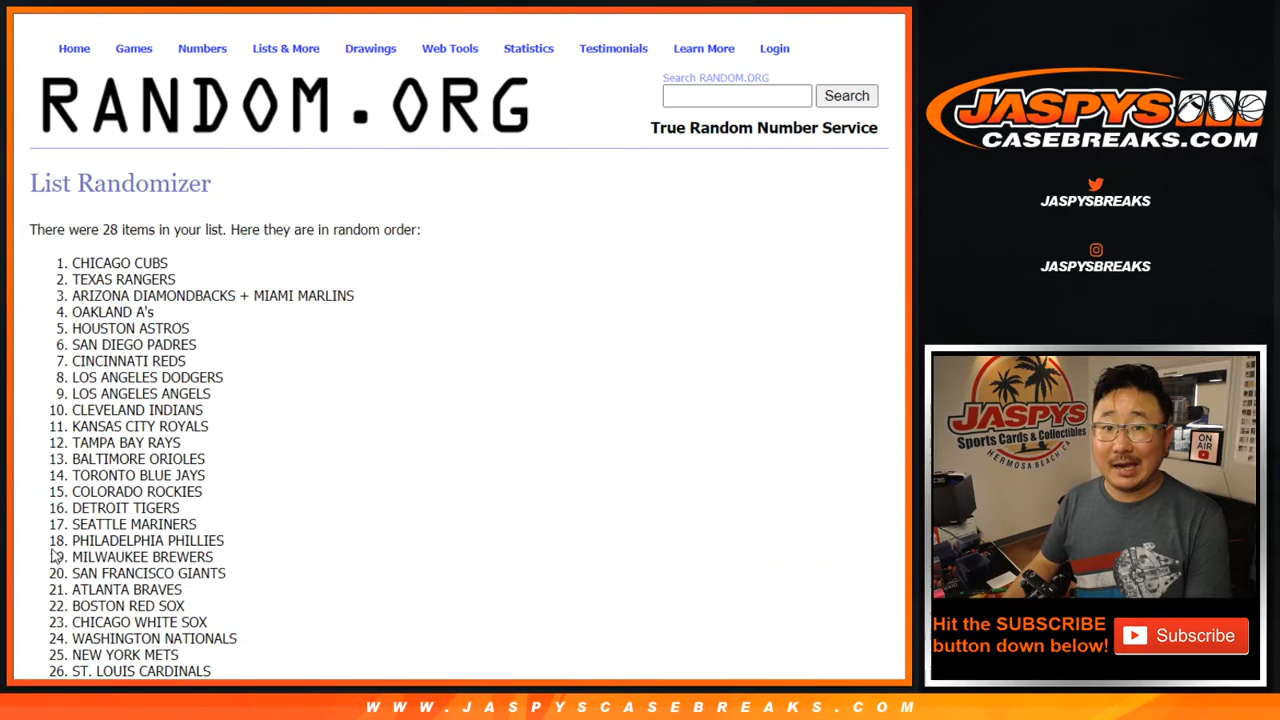 Home Games Numbers Lists & More Drawings Web Tools Statistics Testimonials Learn More Login
RANDOM.ORG
Search RANDOM.ORG
Search
True Random Number Service
List Randomizer
There were 28 items in your list. Here they are in random order:
1. CHICAGO CUBS
2. TEXAS RANGERS
3. ARIZONA DIAMONDBACKS + MIAMI MARLINS
4. OAKLAND A's
5. HOUSTON ASTROS
6. SAN DIEGO PADRES
7. CINCINNATI REDS
8. LOS ANGELES DODGERS
9. LOS ANGELES ANGELS
10. CLEVELAND INDIANS
11. KANSAS CITY ROYALS
12. TAMPA BAY RAYS
13. BALTIMORE ORIOLES
14. TORONTO BLUE JAYS
15. COLORADO ROCKIES
16. DETROIT TIGERS
17. SEATTLE MARINERS
18. PHILADELPHIA PHILLIES
19. MILWAUKEE BREWERS
20. SAN FRANCISCO GIANTS
21. ATLANTA BRAVES
22. BOSTON RED SOX
23. CHICAGO WHITE SOX
24. WASHINGTON NATIONALS
25. NEW YORK METS
26. ST. LOUIS CARDINALS
JASPYS
CASEBREAKS.COM
JASPYSBREAKS
JASPYSBREAKS
JASPYS
Sports Cards & Collectibles
HERMOSA BEACH, CA
ON AIR
Hit the SUBSCRIBE
button down below!
Subscribe
WWW.JASPYSCASEBREAKS.COM